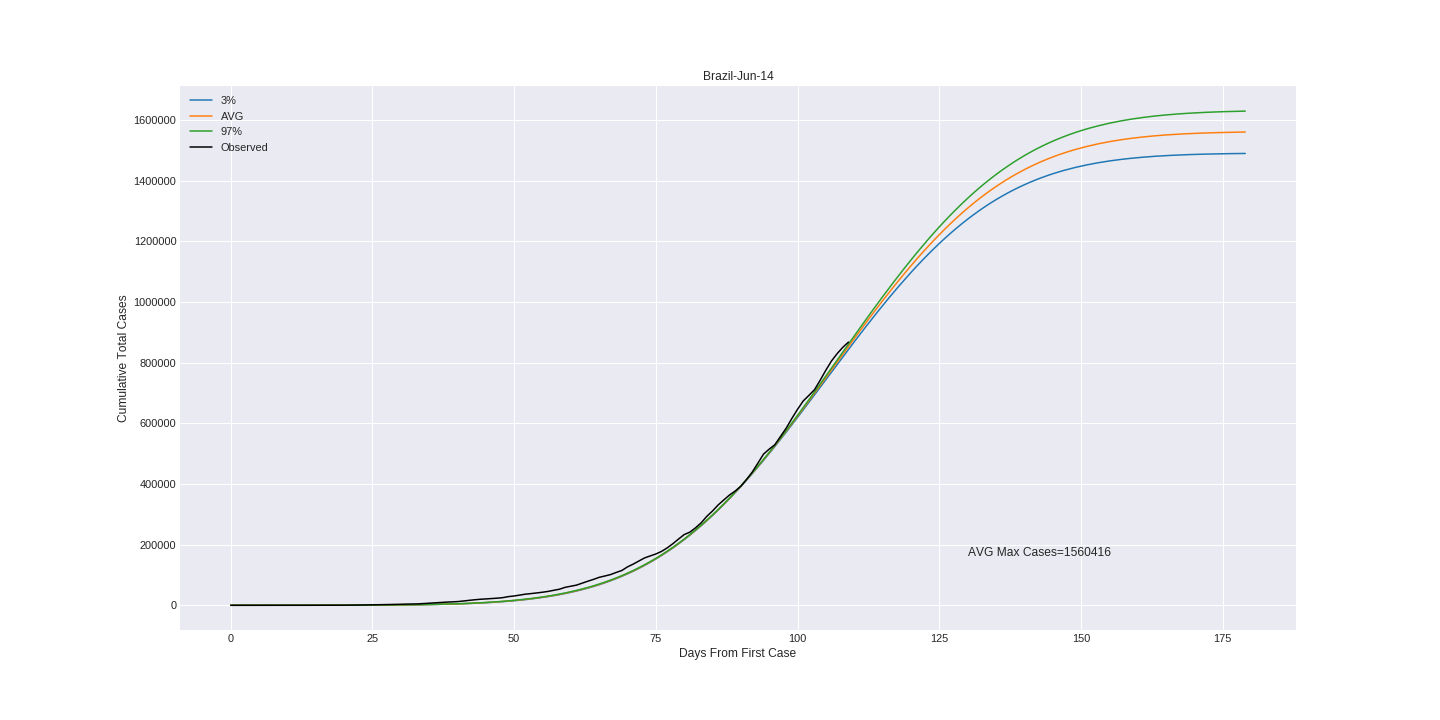 Brazil-Jun-14
3%
AVG
97%
Observed
1600000
1400000
1200000
1000000
800000
600000
400000
200000
0
Cumulative Total Cases
AVG Max Cases=1560416
0 25 50 75 100 125 150 175
Days From First Case